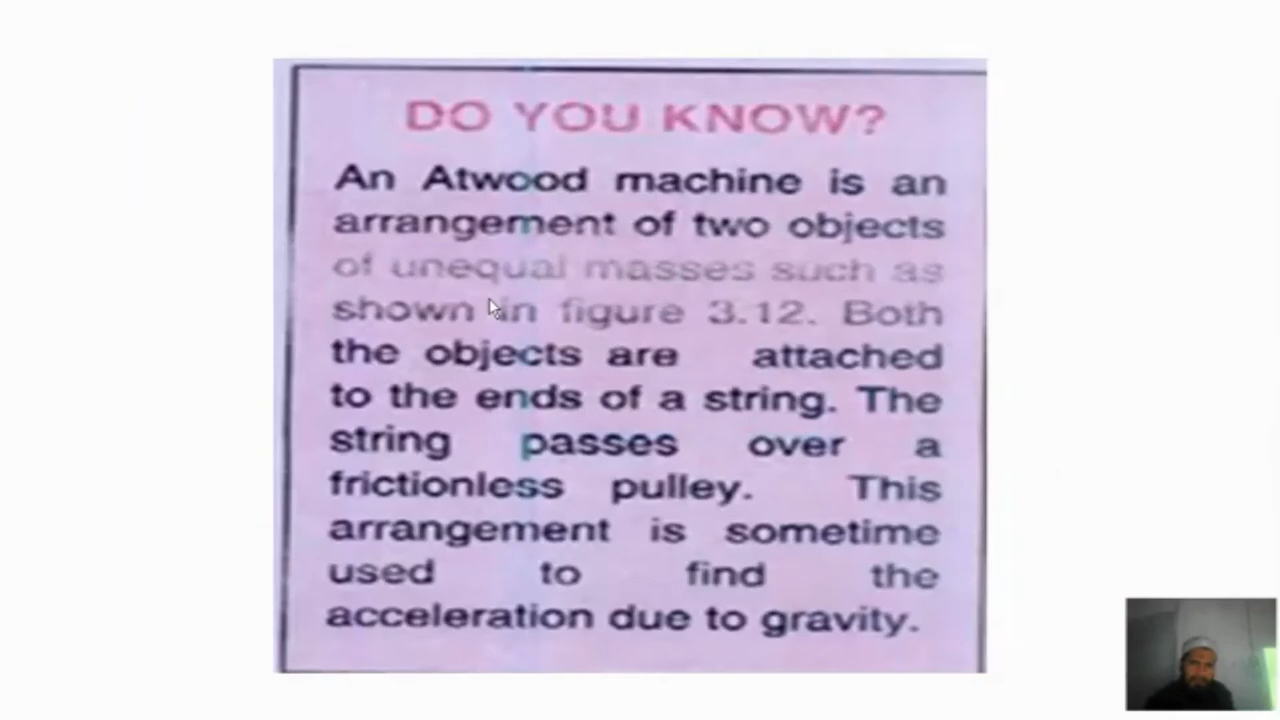 DO YOU KNOW?
An Atwood machine is an
arrangement of two objects
of unequal masses such as
shown in figure 3.12. Both
the objects are attached
to the ends of a string. The
string passes over a
frictionless pulley. This
arrangement is sometime
used to find the
acceleration due to gravity.